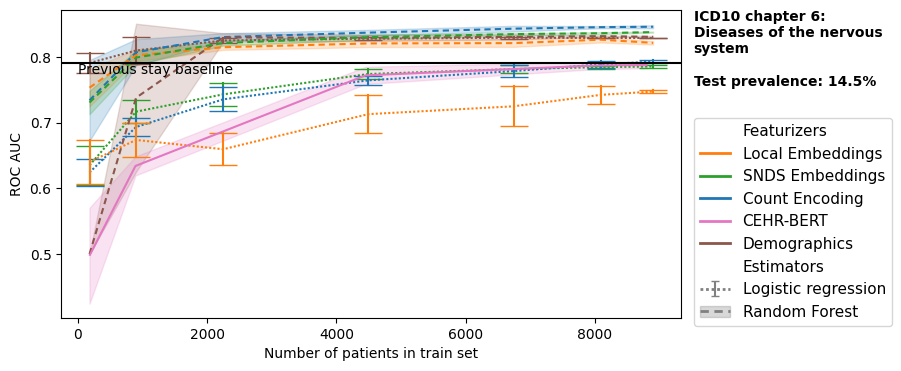 ICD10 chapter 6:
Diseases of the nervous
system
Test prevalence: 14.5%
0.8
0.7
0.6
0.5
ROC AUC
Previous stay baseline
0
2000
4000
6000
8000
Number of patients in train set
Featurizers
Local Embeddings
SNDS Embeddings
Count Encoding
CEHR-BERT
Demographics
Estimators
Logistic regression
Random Forest